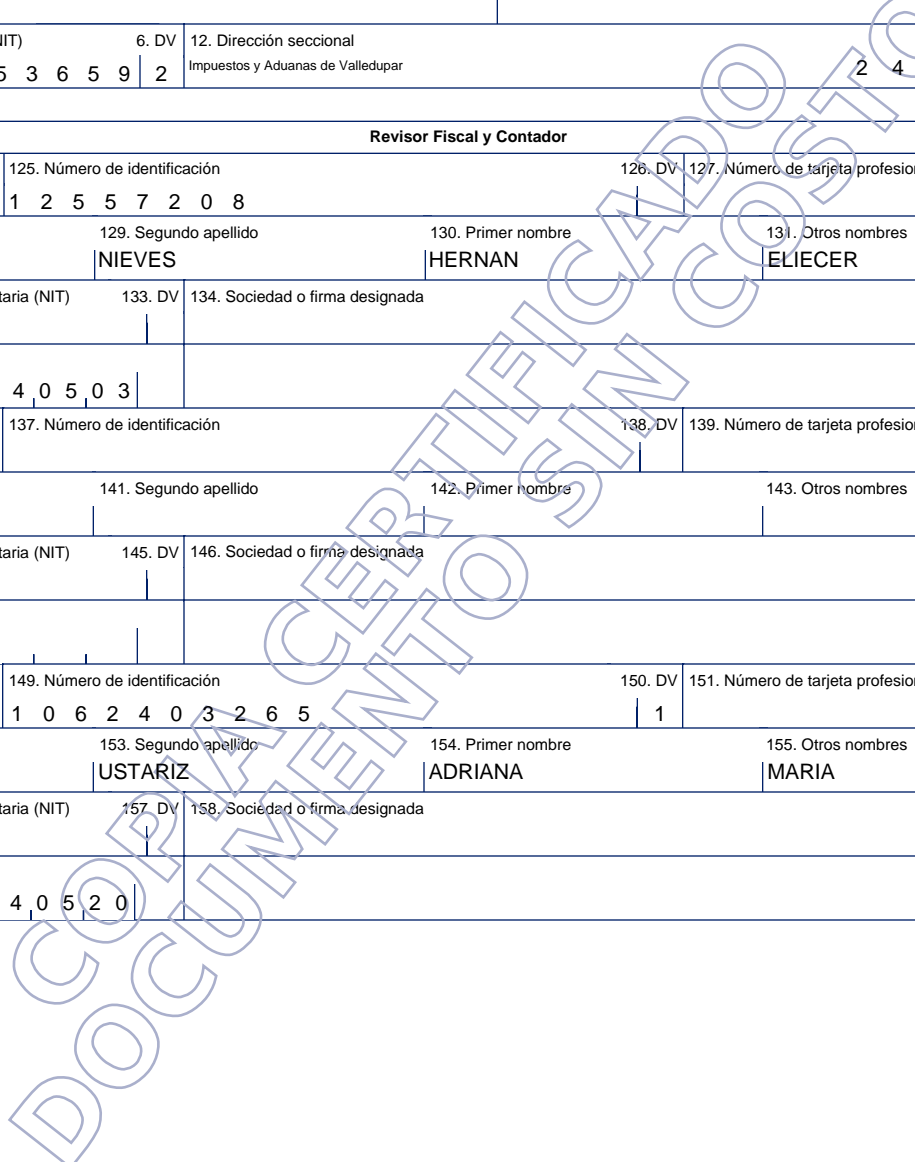 NIT) 6. DV 12. Dirección seccional
5 3 6 5 9 2 Impuestos y Aduanas de Valledupar 2 4
Revisor Fiscal y Contador
125. Número de identificación 126. DV 127. Número de tarjeta profesion
1 2 5 5 7 2 0 8
129. Segundo apellido 130. Primer nombre 131. Otros nombres
NIEVES HERNAN ELIECER
taria (NIT) 133. DV 134. Sociedad o firma designada
4 0 5 0 3
137. Número de identificación 138. DV 139. Número de tarjeta profesion
141. Segundo apellido 142. Primer nombre 143. Otros nombres
taria (NIT) 145. DV 146. Sociedad o firma designada
149. Número de identificación 150. DV 151. Número de tarjeta profesion
1 0 6 2 4 0 3 2 6 5 1
153. Segundo apellido 154. Primer nombre 155. Otros nombres
USTARIZ ADRIANA MARIA
taria (NIT) 157. DV 158. Sociedad o firma designada
4 0 5 2 0
COPIA CERTIFICADO
DOCUMENTO SIN COSTO